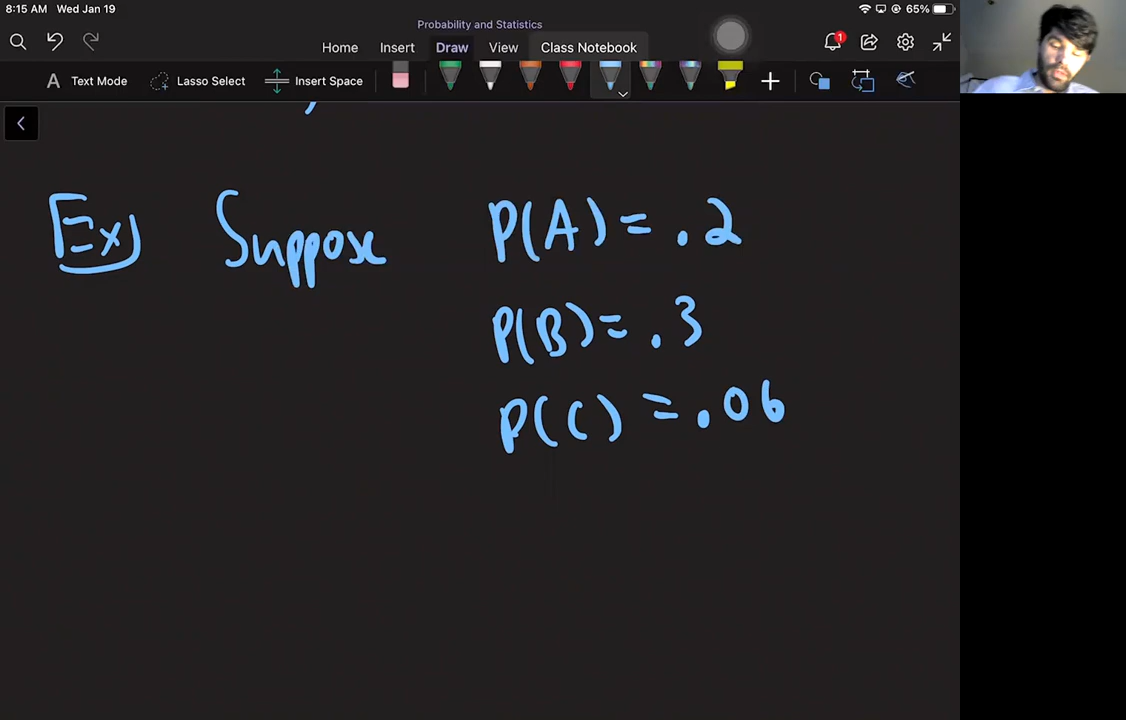 8:15 AM Wed Jan 19
65%
Probability and Statistics
Home Insert Draw View Class Notebook
1
A Text Mode Lasso Select Insert Space
Ex) Suppose P(A) = .2
P(B) = .3
P(C) = .06